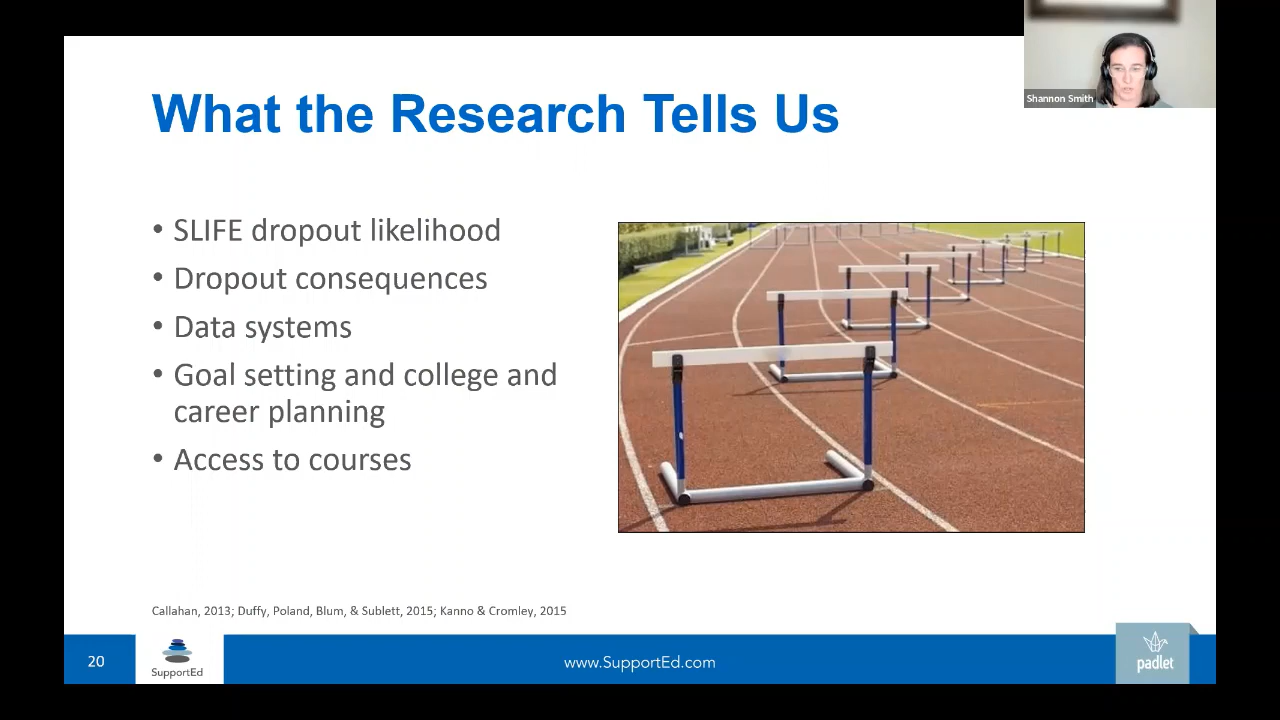 Shannon Smith
What the Research Tells Us
• SLIFE dropout likelihood
• Dropout consequences
• Data systems
• Goal setting and college and
career planning
• Access to courses
Callahan, 2013; Duffy, Poland, Blum, & Sublett, 2015; Kanno & Cromley, 2015
20
SupportEd
www.SupportEd.com
padlet